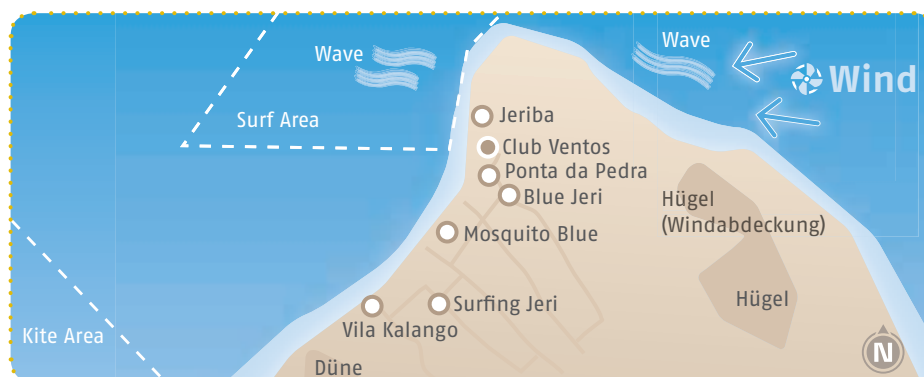 Wave
Wave
Wind
Surf Area
Jeriba
Club Ventos
Ponta da Pedra
Blue Jeri
Hügel
(Windabdeckung)
Mosquito Blue
Hügel
Surfing Jeri
Vila Kalango
Kite Area
Düne
N